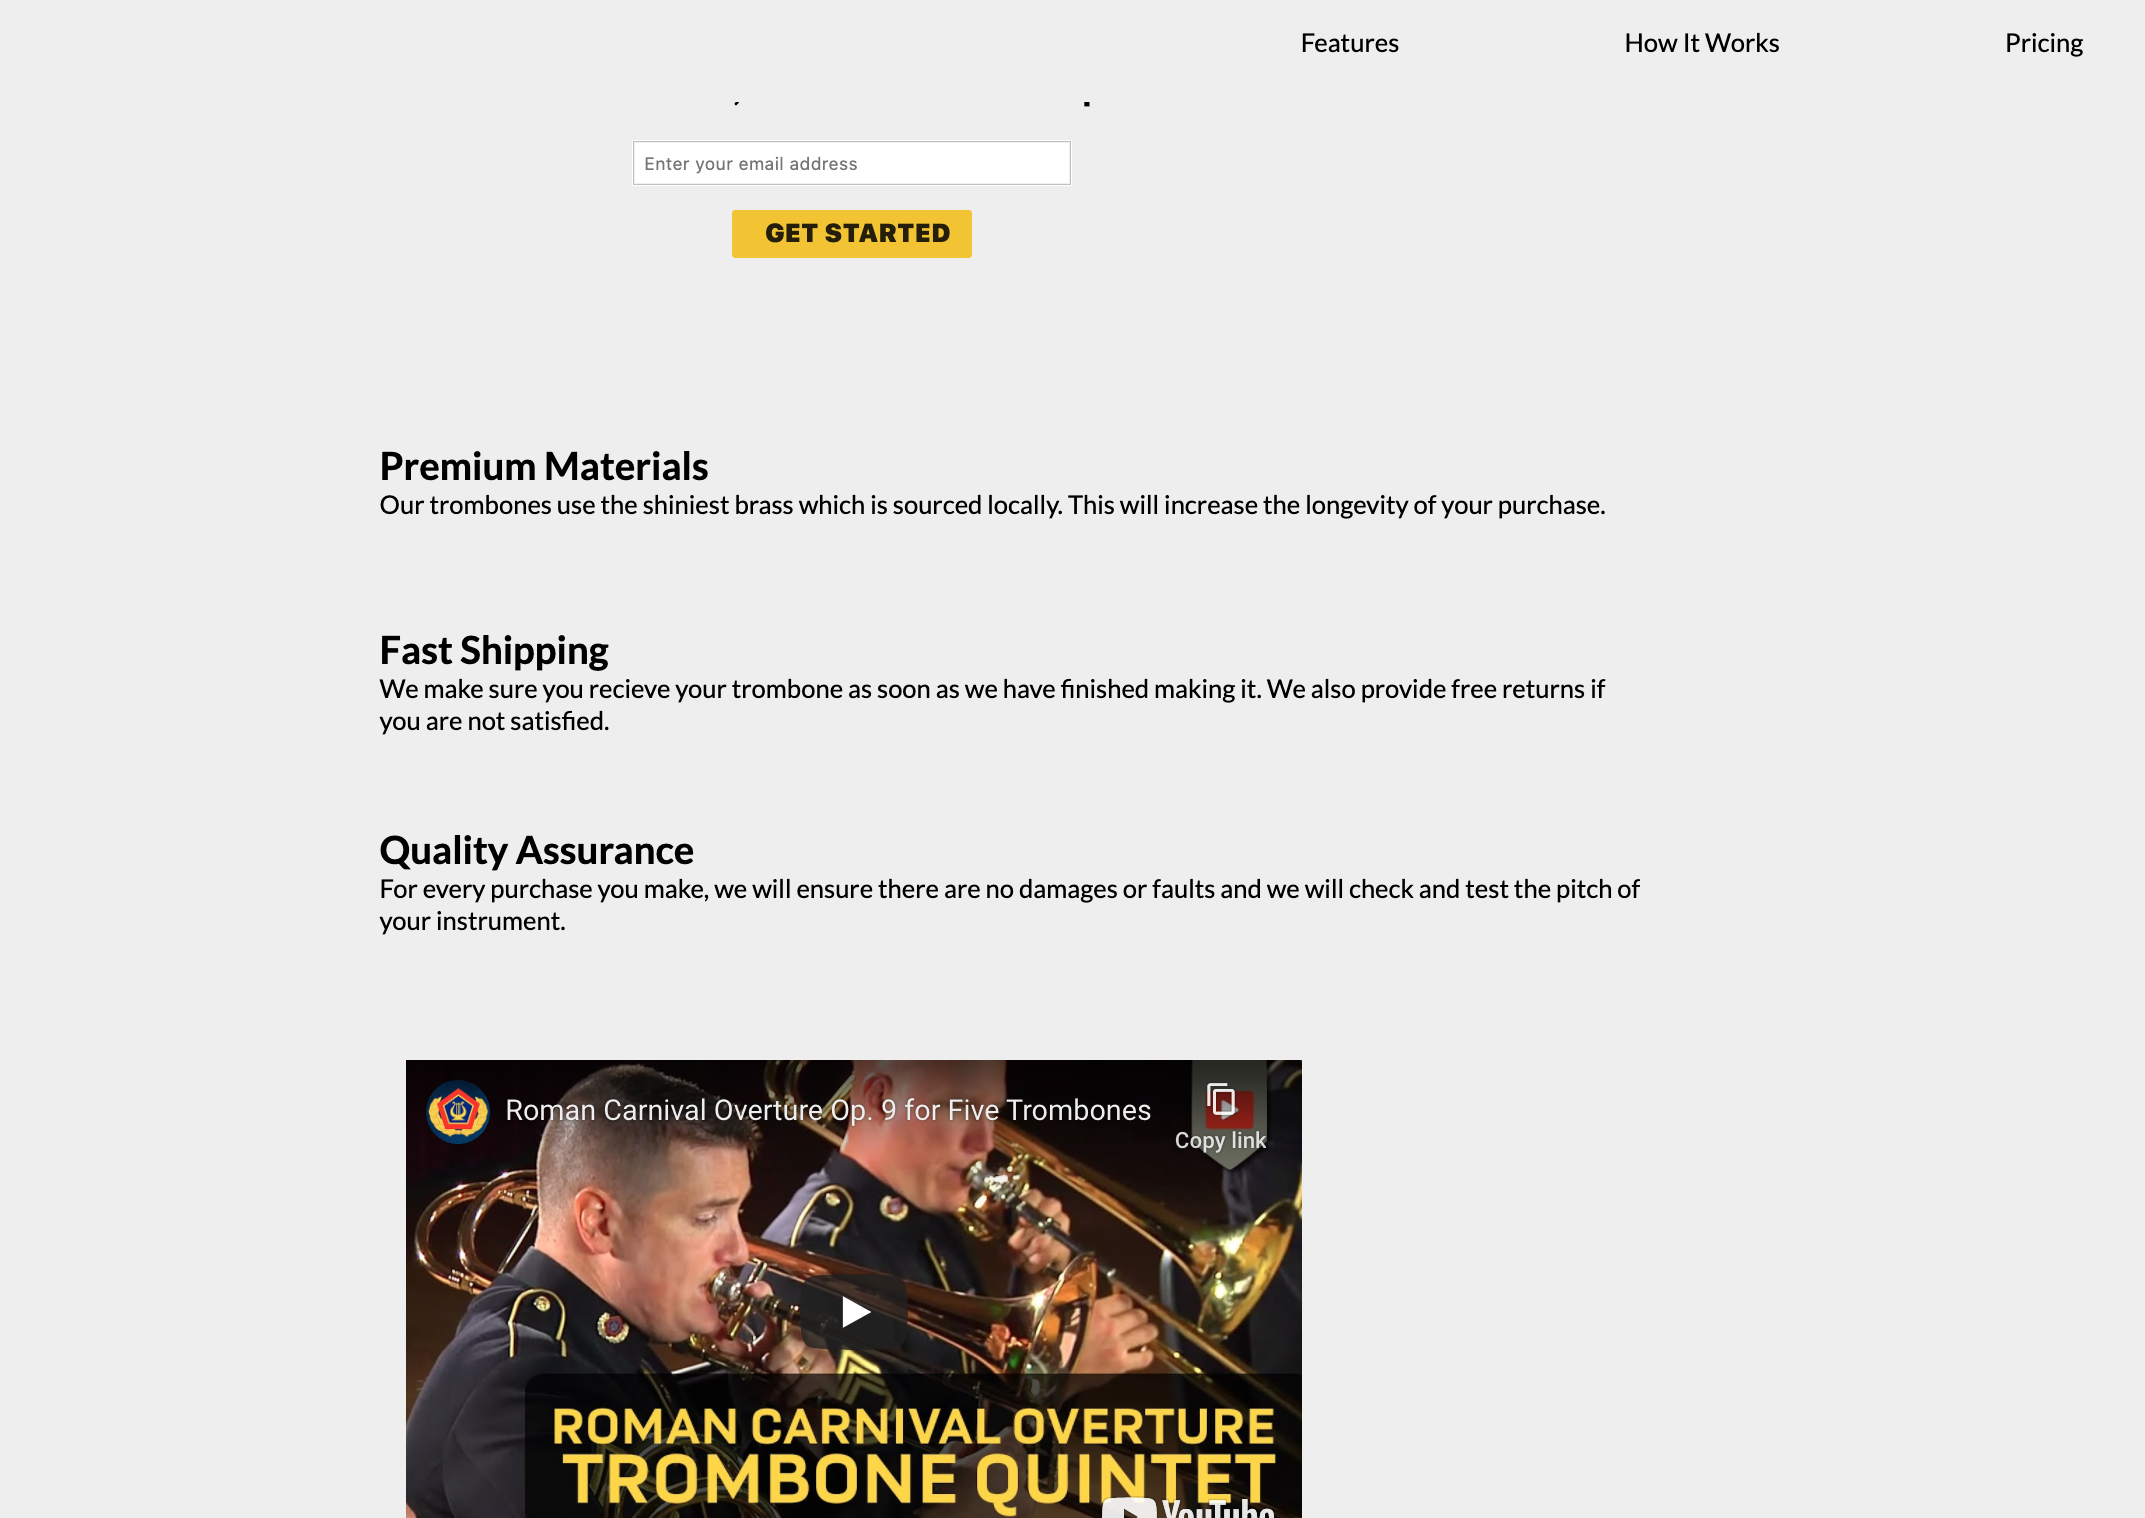 Features
How It Works
Pricing
Enter your email address
GET STARTED
Premium Materials
Our trombones use the shiniest brass which is sourced locally. This will increase the longevity of your purchase.
Fast Shipping
We make sure you recieve your trombone as soon as we have finished making it. We also provide free returns if
you are not satisfied.
Quality Assurance
For every purchase you make, we will ensure there are no damages or faults and we will check and test the pitch of
your instrument.
Roman Carnival Overture Op. 9 for Five Trombones
Copy link
ROMAN CARNIVAL OVERTURE
TROMBONE QUINTET
YouTube